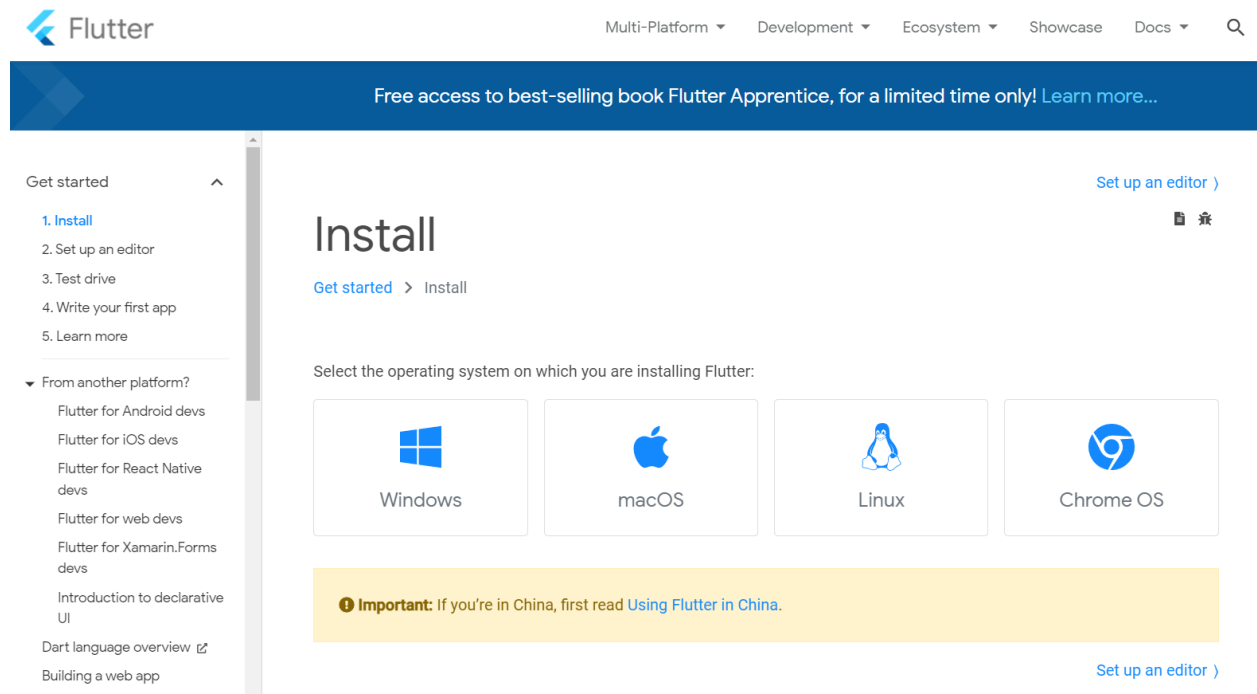 Flutter
Multi-Platform
Development
Ecosystem
Showcase
Docs
Free access to best-selling book Flutter Apprentice, for a limited time only! Learn more...
Get started
1. Install
2. Set up an editor
3. Test drive
4. Write your first app
5. Learn more
From another platform?
Flutter for Android devs
Flutter for iOS devs
Flutter for React Native
devs
Flutter for web devs
Flutter for Xamarin.Forms
devs
Introduction to declarative
UI
Dart language overview
Building a web app
Set up an editor
Install
Get started > Install
Select the operating system on which you are installing Flutter:
Windows
macOS
Linux
Chrome OS
Important: If you’re in China, first read Using Flutter in China.
Set up an editor